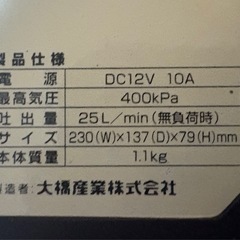 製品仕様
電源 DC12V 10A
最高気圧 400kPa
吐出量 25L/min(無負荷時)
サイズ 230(W)×137(D)×79(H)mm
本体質量 1.1kg
製造者: 大橋産業株式会社